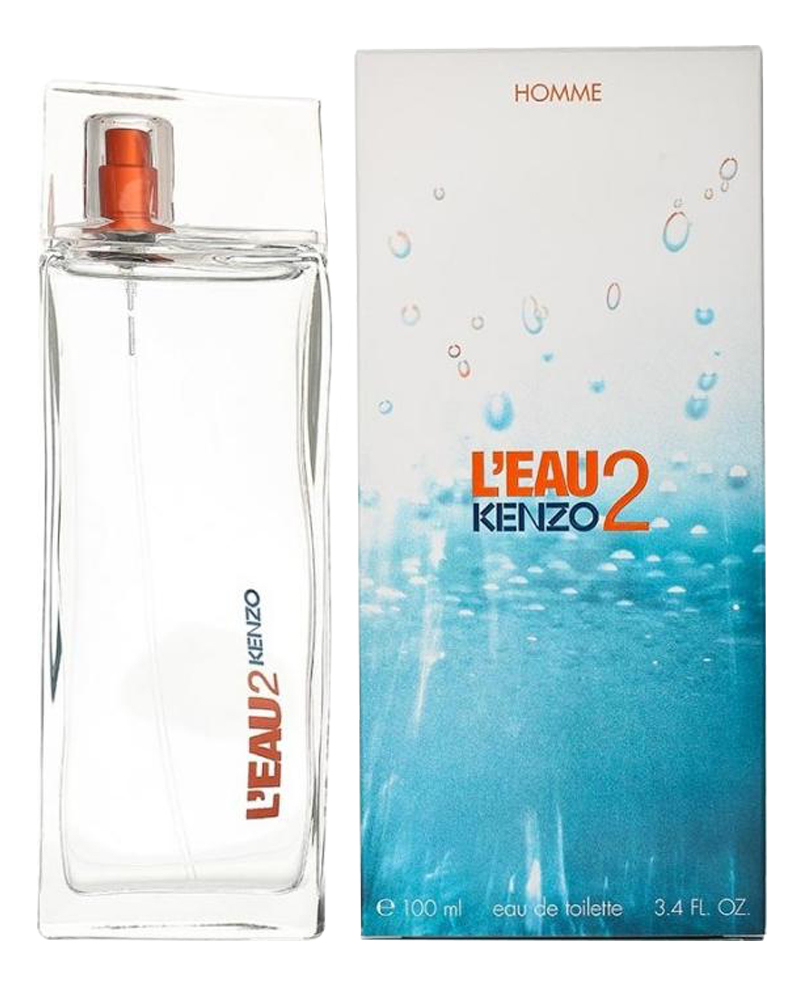 L'EAU2 KENZO
HOMME
L'EAU2
KENZO
e 100 ml eau de toilette 3.4 FL. OZ.